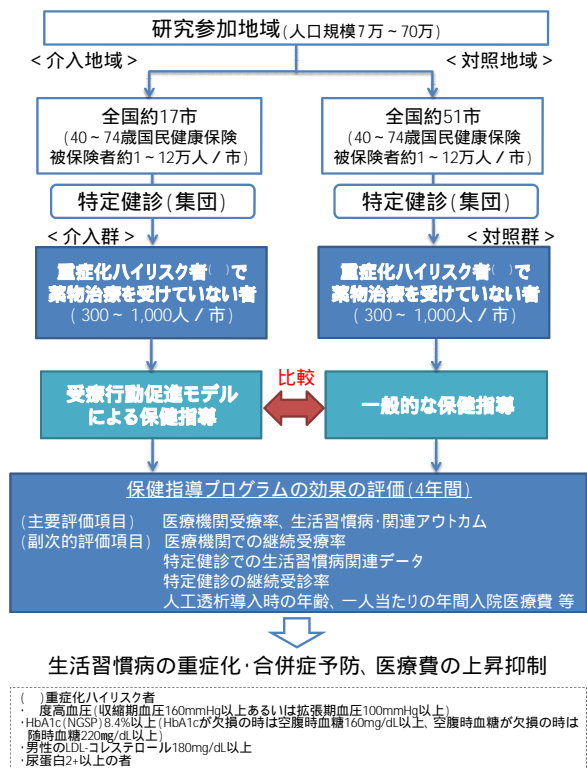 研究参加地域(人口規模7万～70万)
＜介入地域＞
＜対照地域＞
全国約17市
(40～74歳国民健康保険
被保険者約1～12万人／市)
全国約51市
(40～74歳国民健康保険
被保険者約1～12万人／市)
特定健診(集団)
特定健診(集団)
＜介入群＞
＜対照群＞
重症化ハイリスク者( )で
薬物治療を受けていない者
(300～1,000人／市)
重症化ハイリスク者( )で
薬物治療を受けていない者
(300～1,000人／市)
受療行動促進モデル
による保健指導
比較
一般的な保健指導
保健指導プログラムの効果の評価(4年間)
(主要評価項目) 医療機関受療率、生活習慣病・関連アウトカム
(副次的評価項目) 医療機関での継続受療率
特定健診での生活習慣病関連データ
特定健診の継続受診率
人工透析導入時の年齢、一人当たりの年間入院医療費 等
生活習慣病の重症化・合併症予防、医療費の上昇抑制
( )重症化ハイリスク者
・ 度高血圧(収縮期血圧160mmHg以上あるいは拡張期血圧100mmHg以上)
・HbA1c(NGSP)8.4%以上(HbA1cが欠損の時は空腹時血糖160mg/dL以上、空腹時血糖が欠損の時は
随時血糖220mg/dL以上)
・男性のLDL-コレステロール180mg/dL以上
・尿蛋白2+以上の者